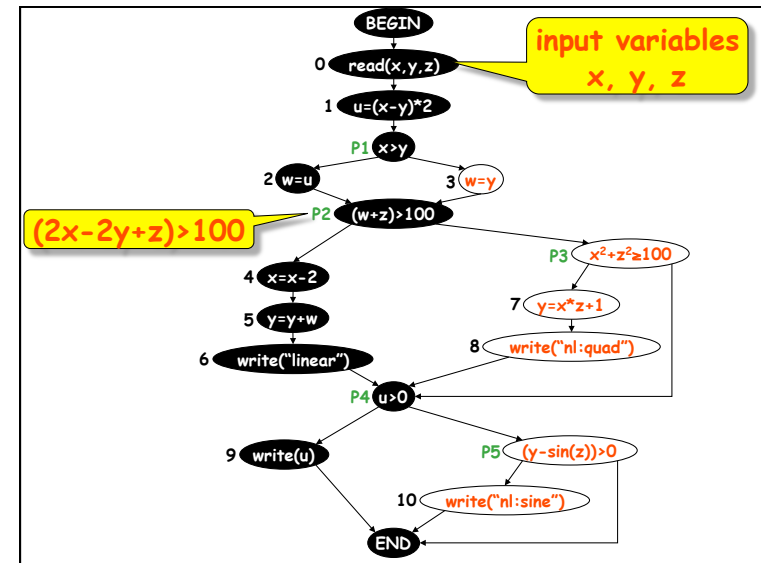 BEGIN
input variables
x, y, z
0 read(x,y,z)
1 u=(x-y)*2
P1 x>y
2 w=u
3 w=y
(2x-2y+z)>100
P2 (w+z)>100
P3 x²+z²≥100
4 x=x-2
7 y=x*z+1
5 y=y+w
6 write(“linear”)
8 write(“nl:quad”)
P4 u>0
9 write(u)
P5 (y-sin(z))>0
10 write(“nl:sine”)
END